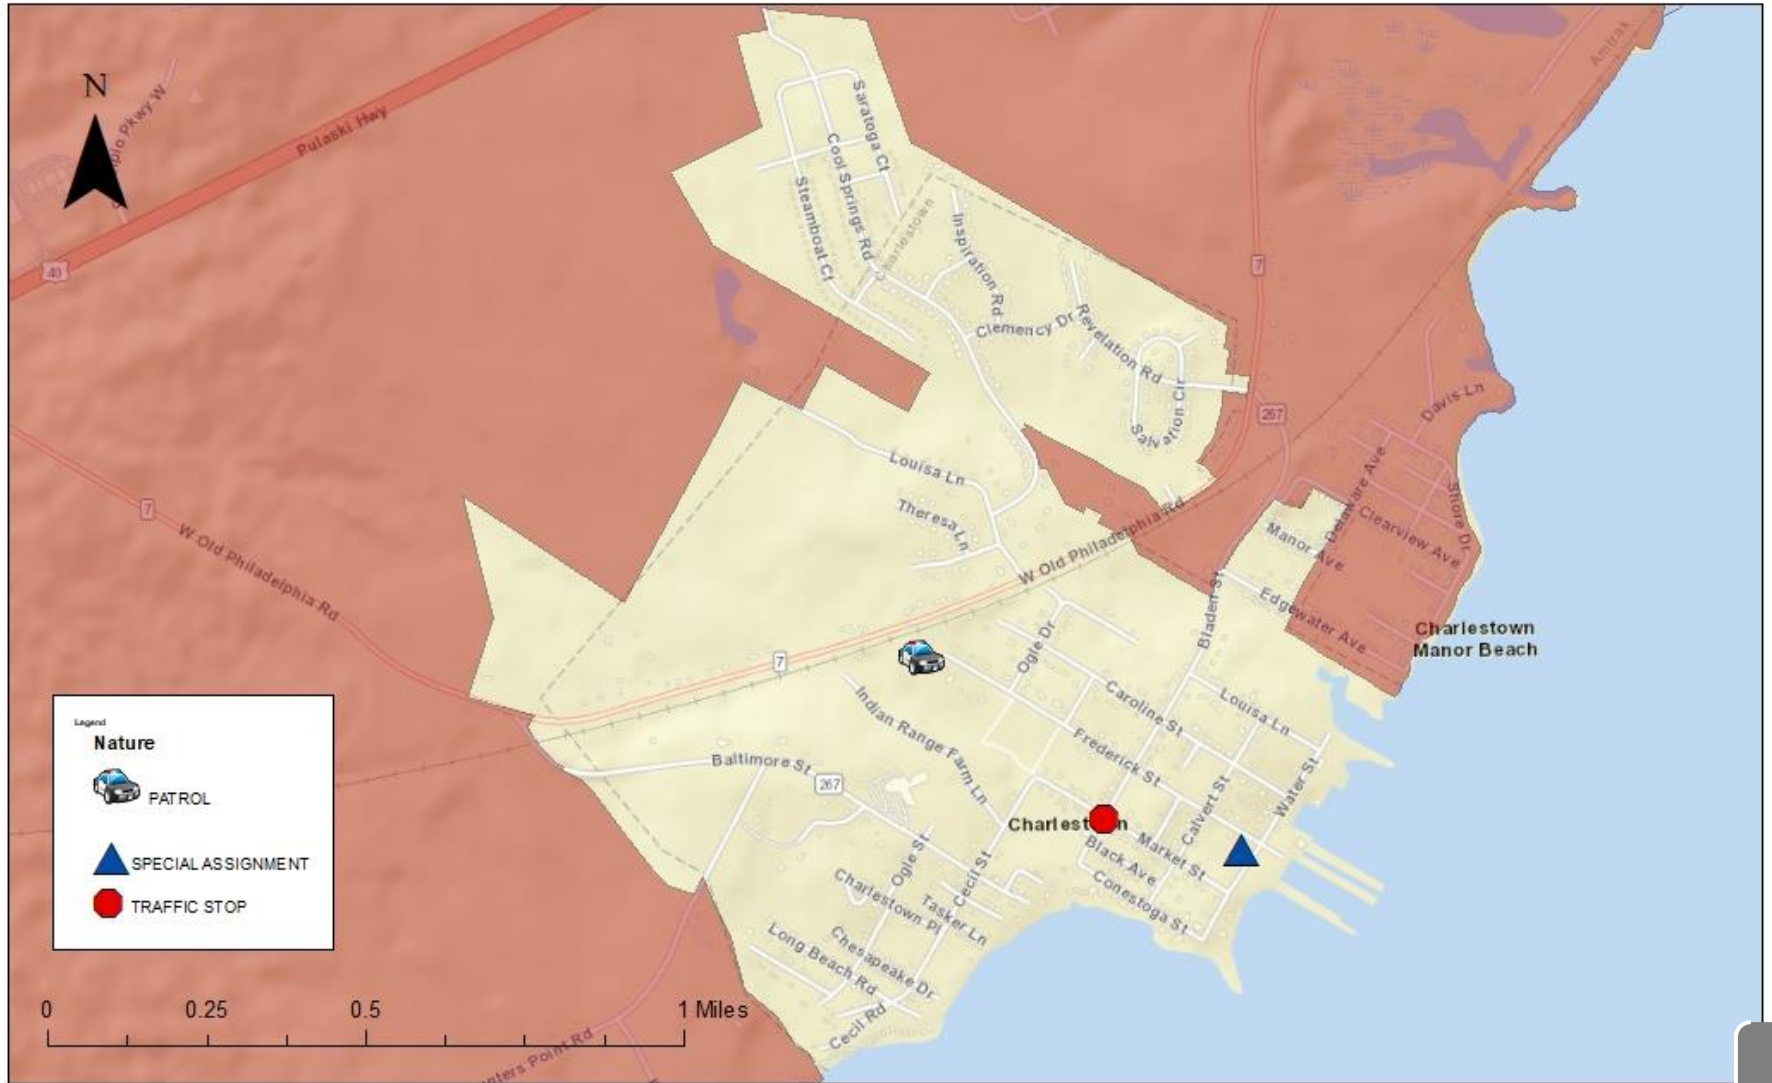 N
Pulaski Hwy
40
Amtrak
Saratoga Ct
Cool Springs Rd
Steamboat Ct
Charlestown
Inspiration Rd
Clemency Dr
Revelation Rd
Salvation Cir
7
267
Davis Ln
Delaware Ave
Shore Dr
Clearview Ave
Manor Ave
Edgewater Ave
Charlestown
Manor Beach
Louisa Ln
Theresa Ln
W Old Philadelphia Rd
7
W Old Philadelphia Rd
7
Bladen St
Ogle Dr
Caroline St
Louisa Ln
Frederick St
Water St
Calvert St
Indian Range Farm Ln
Baltimore St
267
Charlest n
Market St
Black Ave
Conestoga St
Ogle St
Cecil St
Charlestown Pl
Tasker Ln
Chesapeake Dr
Long Beach Rd
Cecil Rd
Legend
Nature
PATROL
SPECIAL ASSIGNMENT
TRAFFIC STOP
0 0.25 0.5 1 Miles
Point Rd